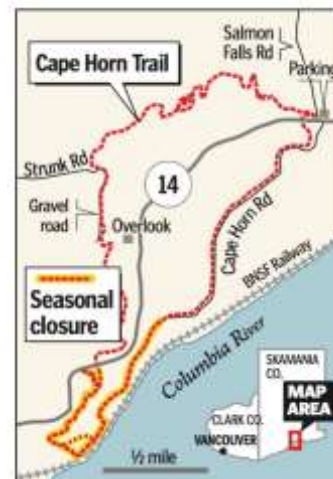 Salmon
Falls Rd
Parking
Cape Horn Trail
Strunk Rd
14
Gravel
road
Overlook
Cape Horn Rd
BNSF Railway
Seasonal
closure
Columbia River
SKAMANIA
CO.
MAP
AREA
CLARK CO.
VANCOUVER
½ mile